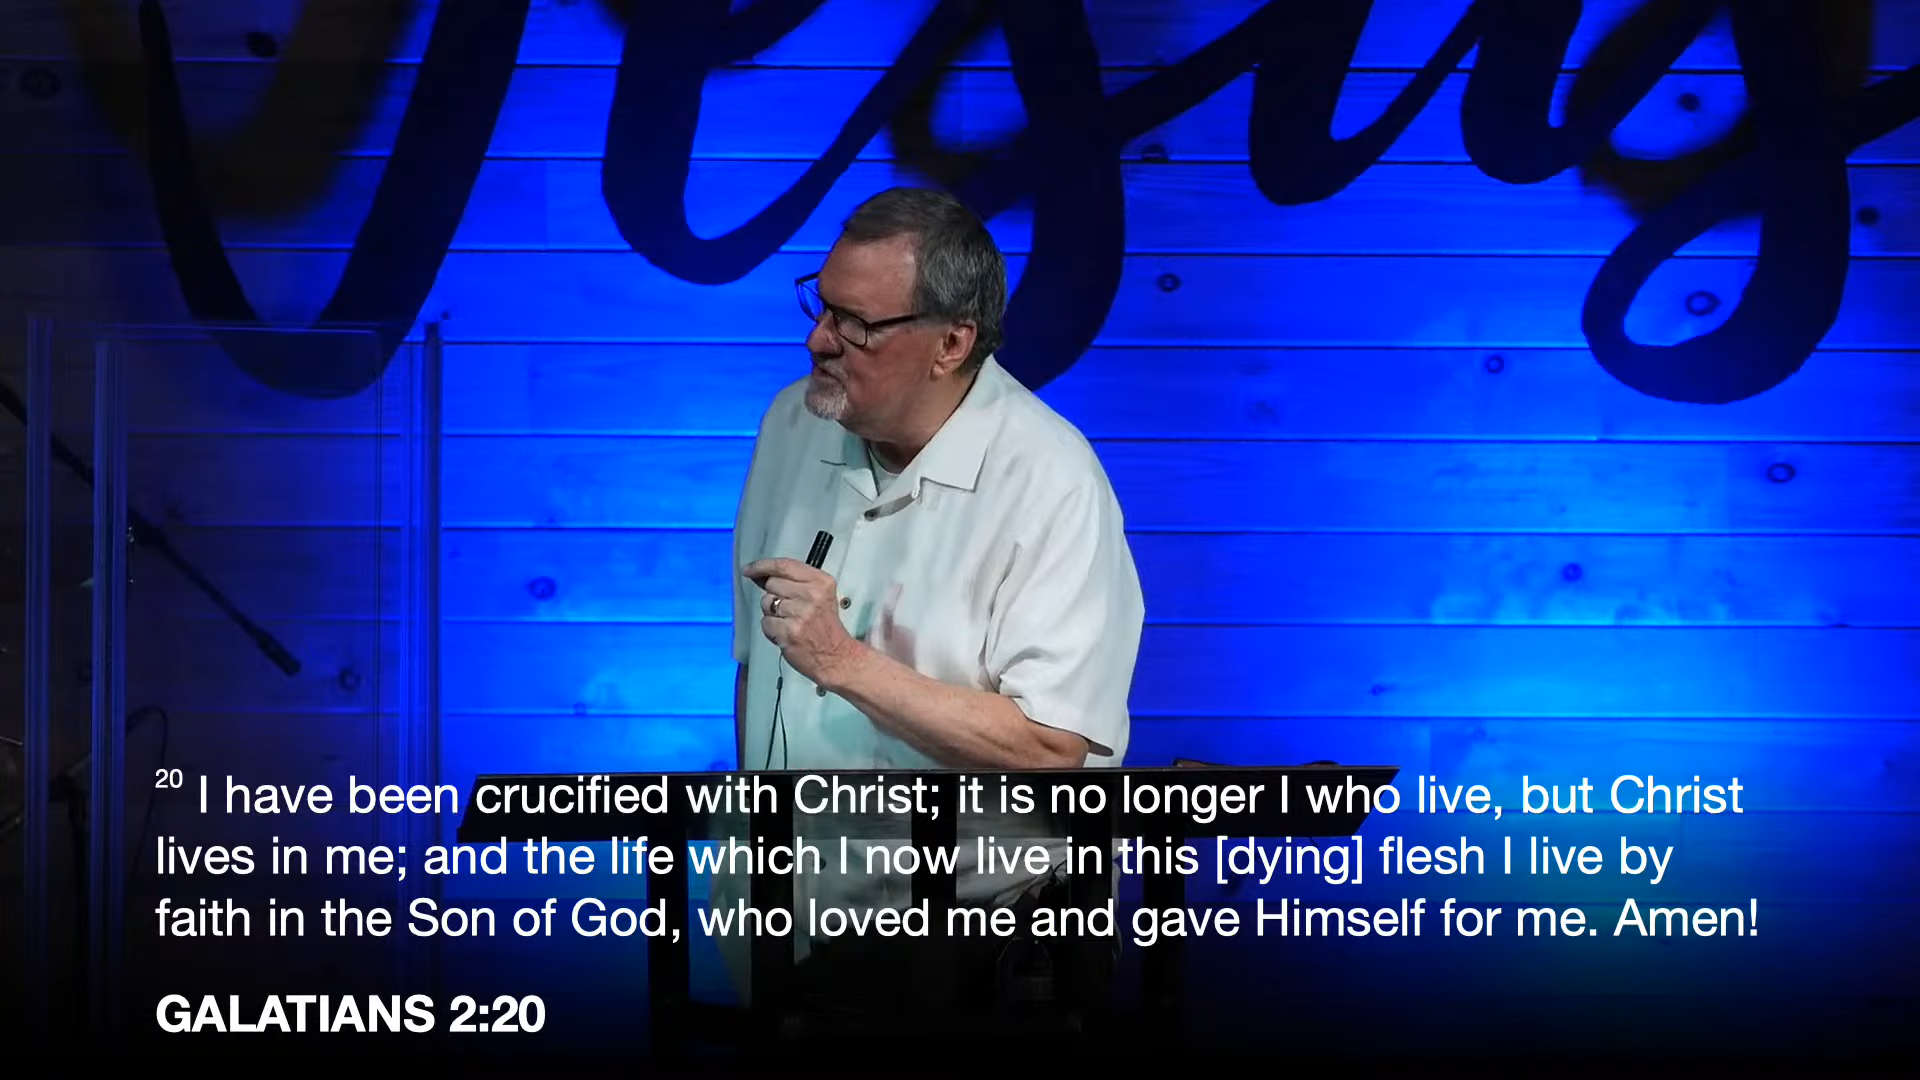 Jesus
20 I have been crucified with Christ; it is no longer I who live, but Christ
lives in me; and the life which I now live in this [dying] flesh I live by
faith in the Son of God, who loved me and gave Himself for me. Amen!
GALATIANS 2:20